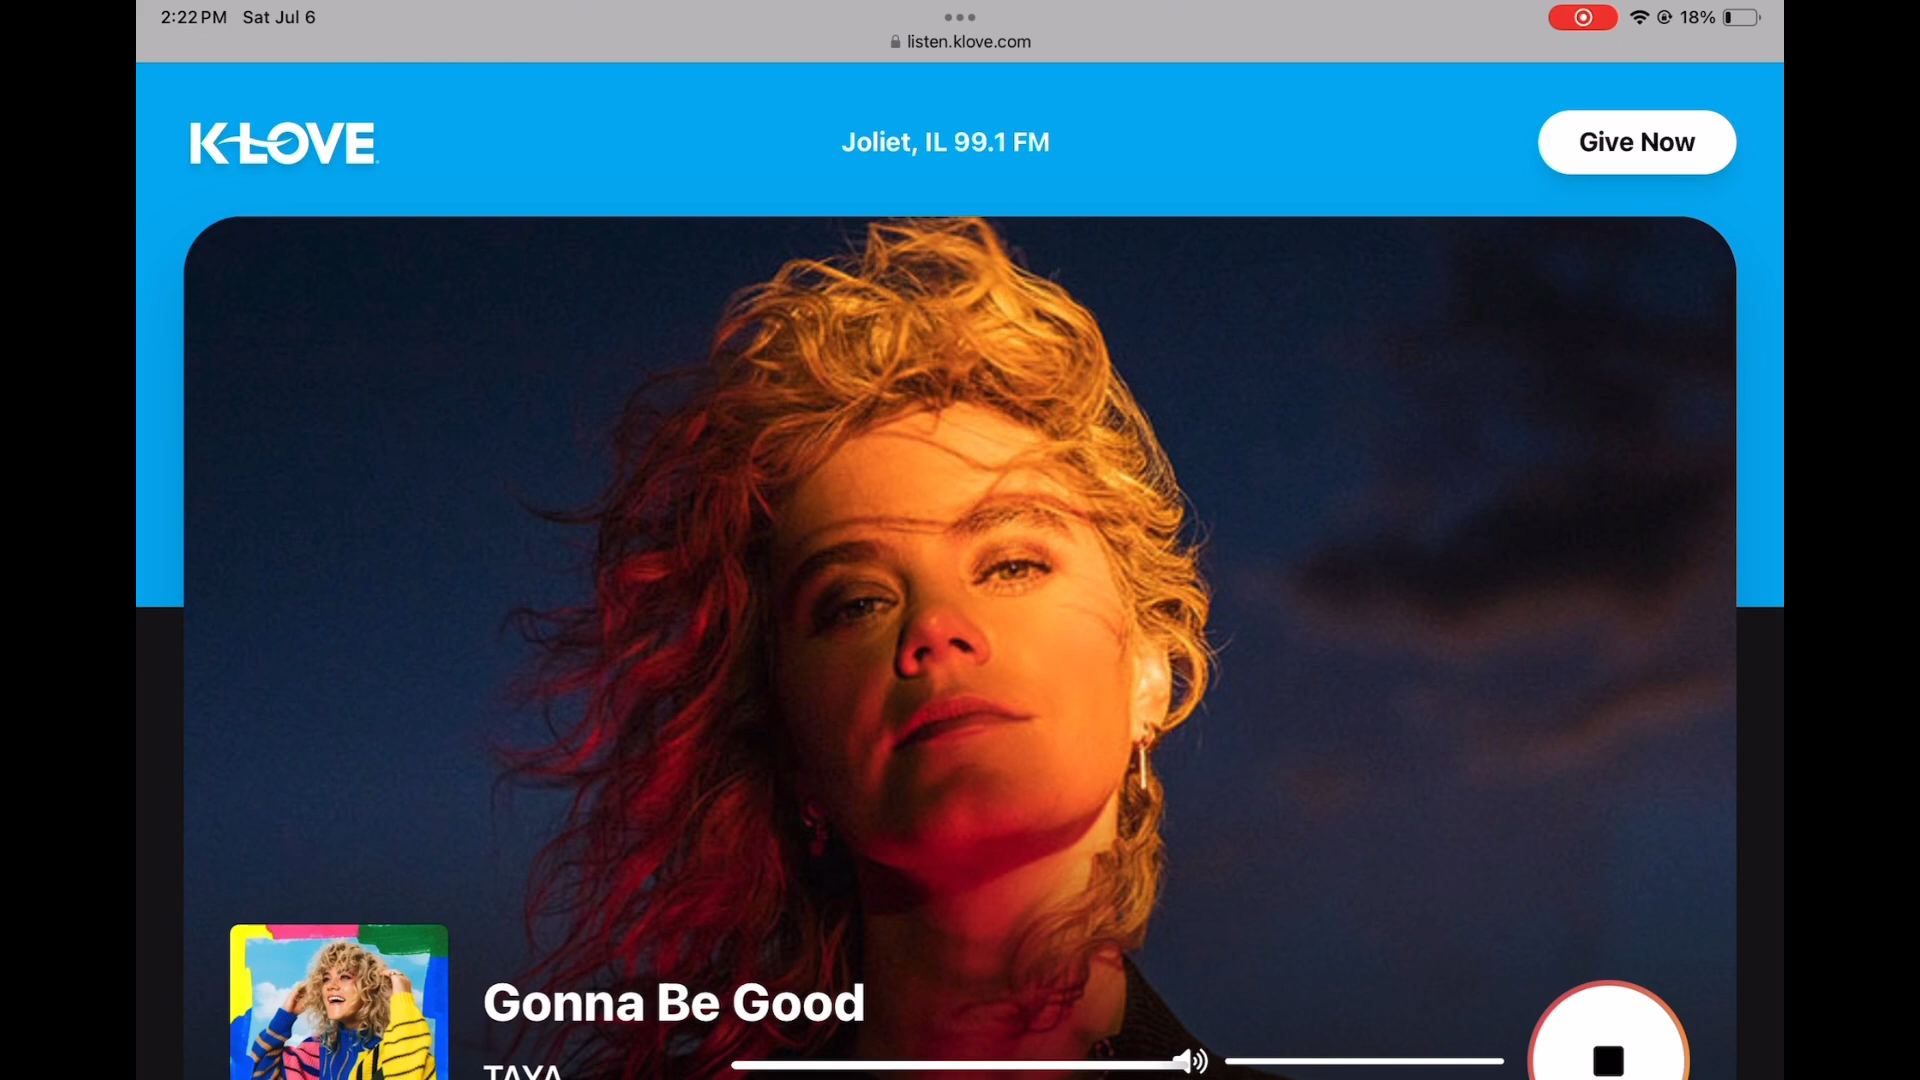 2:22 PM Sat Jul 6
18%
listen.klove.com
K-LOVE
Joliet, IL 99.1 FM
Give Now
Gonna Be Good
TAYA